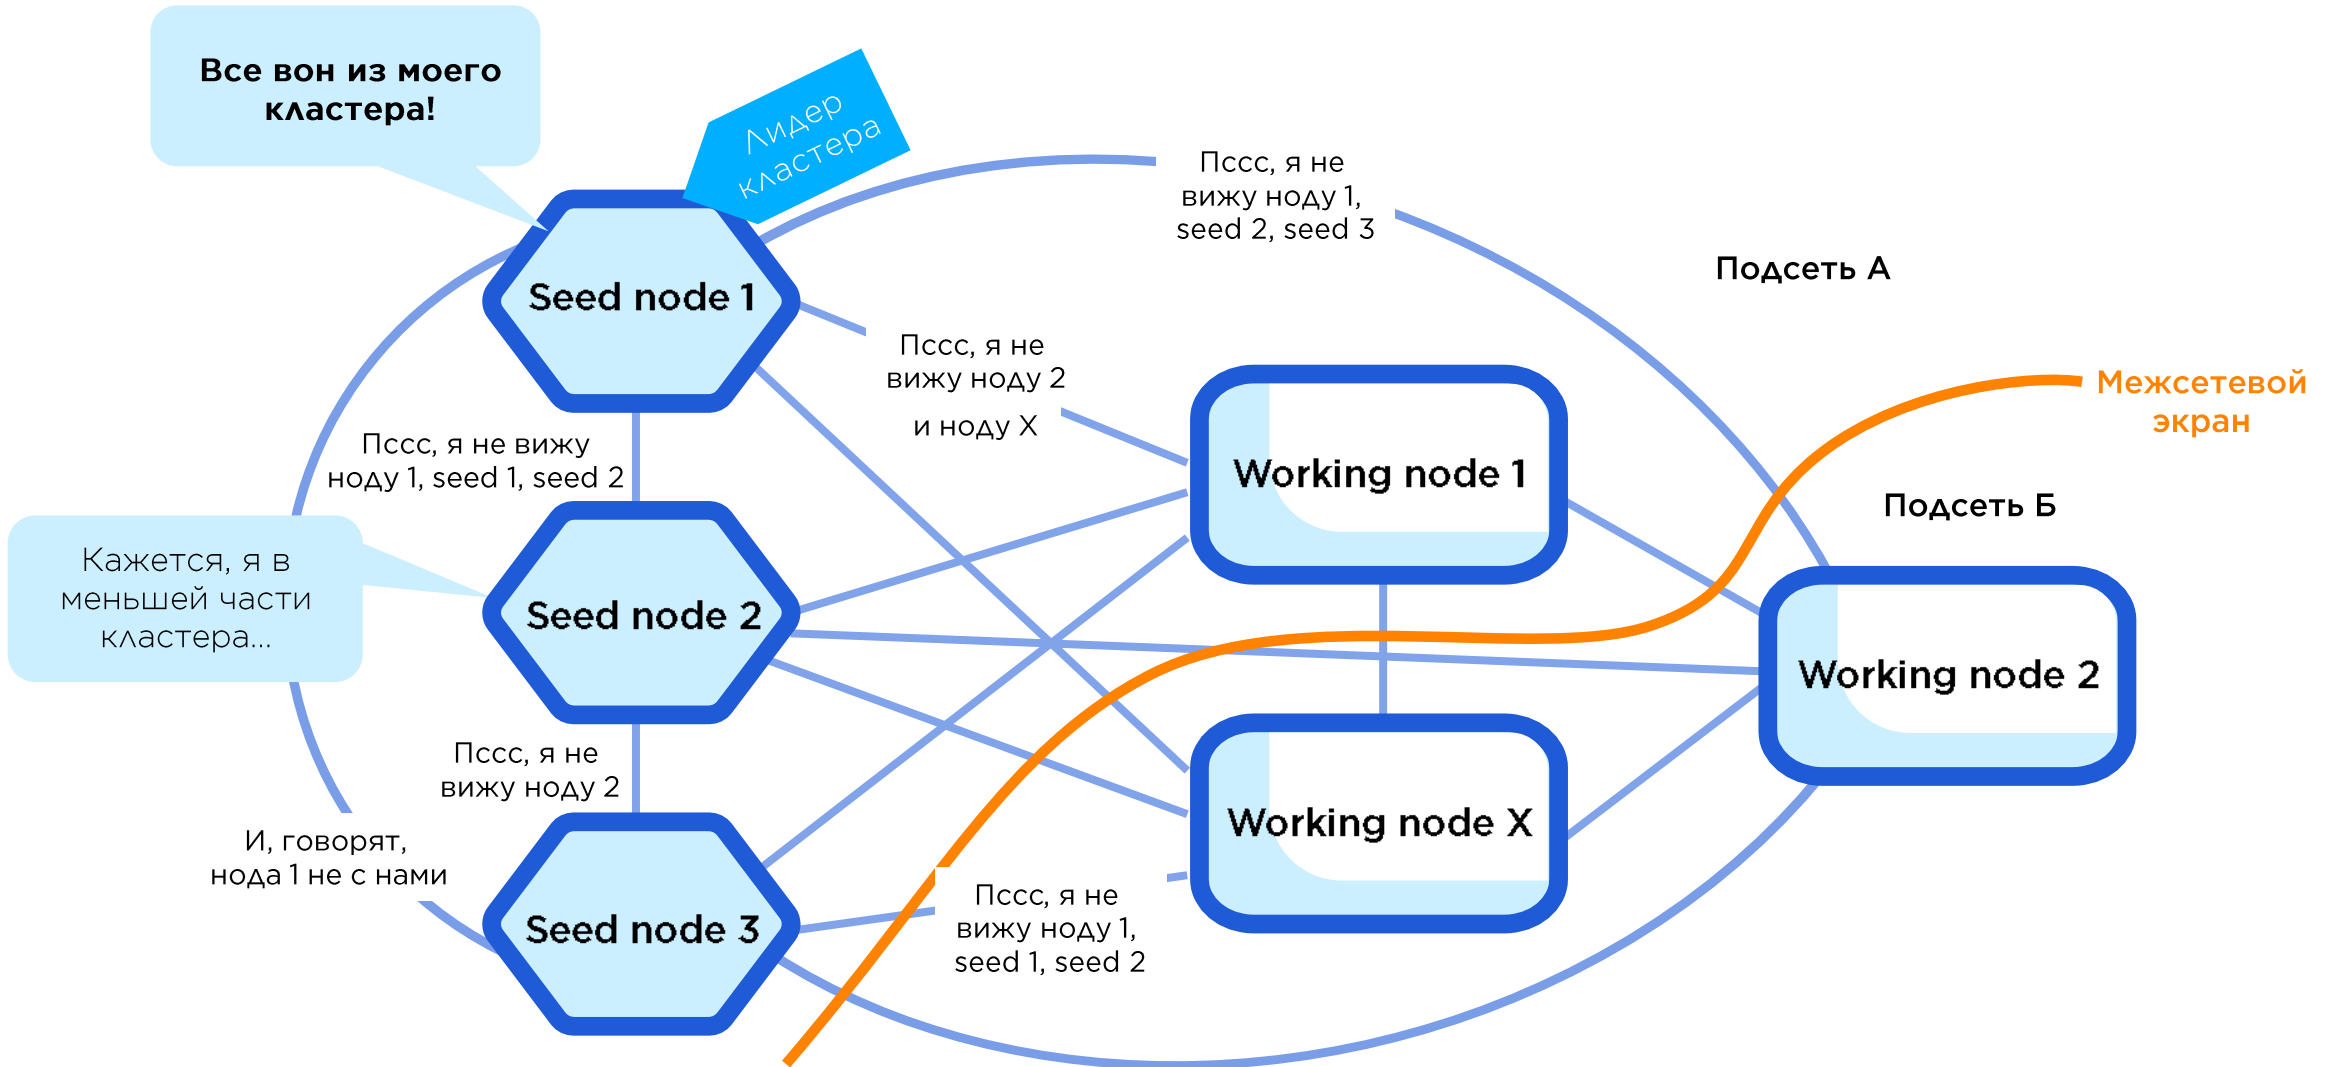 Все вон из моего
кластера!
Лидер
кластера
Пссс, я не
вижу ноду 1,
seed 2, seed 3
Подсеть А
Seed node 1
Пссс, я не
вижу ноду 2
и ноду X
Межсетевой
экран
Пссс, я не вижу
ноду 1, seed 1, seed 2
Working node 1
Подсеть Б
Кажется, я в
меньшей части
кластера...
Seed node 2
Working node 2
Пссс, я не
вижу ноду 2
Working node X
И, говорят,
нода 1 не с нами
Seed node 3
Пссс, я не
вижу ноду 1,
seed 1, seed 2